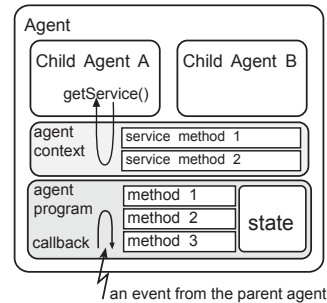 Agent
Child Agent A
Child Agent B
getService()
agent
context
service method 1
service method 2
agent
program
callback
method 1
method 2
method 3
state
an event from the parent agent